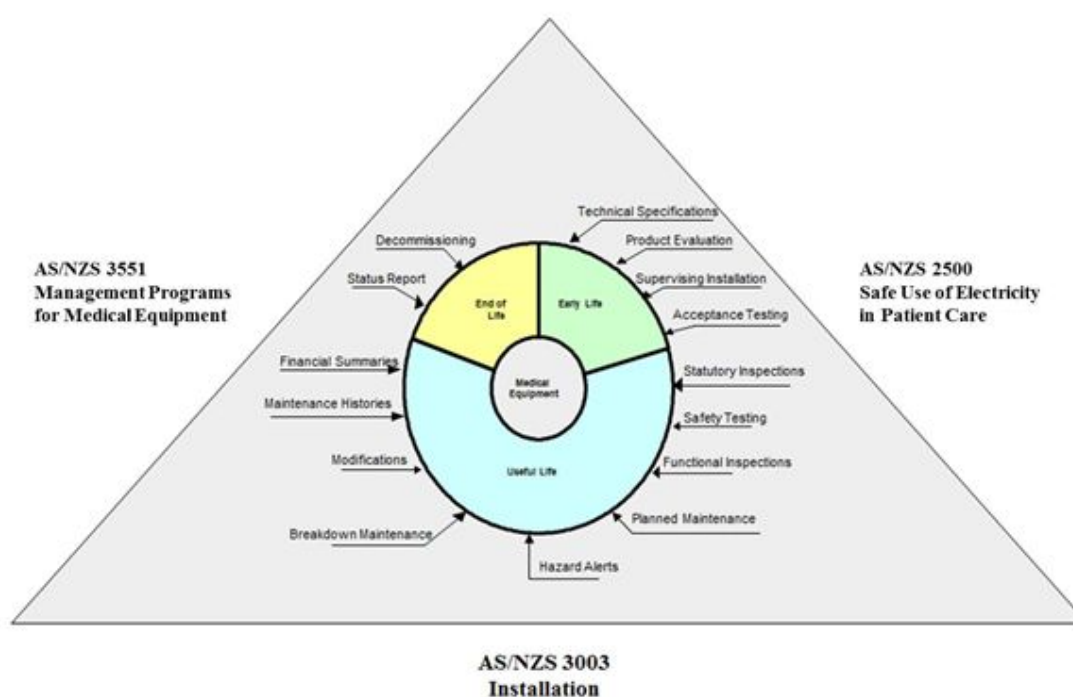 Technical Specifications
Decommissioning
Product Evaluation
AS/NZS 3551
Management Programs
for Medical Equipment
Status Report
Supervising Installation
AS/NZS 2500
Safe Use of Electricity
in Patient Care
End of
Life
Early Life
Acceptance Testing
Financial Summaries
Statutory Inspections
Medical
Equipment
Maintenance Histories
Safety Testing
Modifications
Useful Life
Functional Inspections
Breakdown Maintenance
Planned Maintenance
Hazard Alerts
AS/NZS 3003
Installation